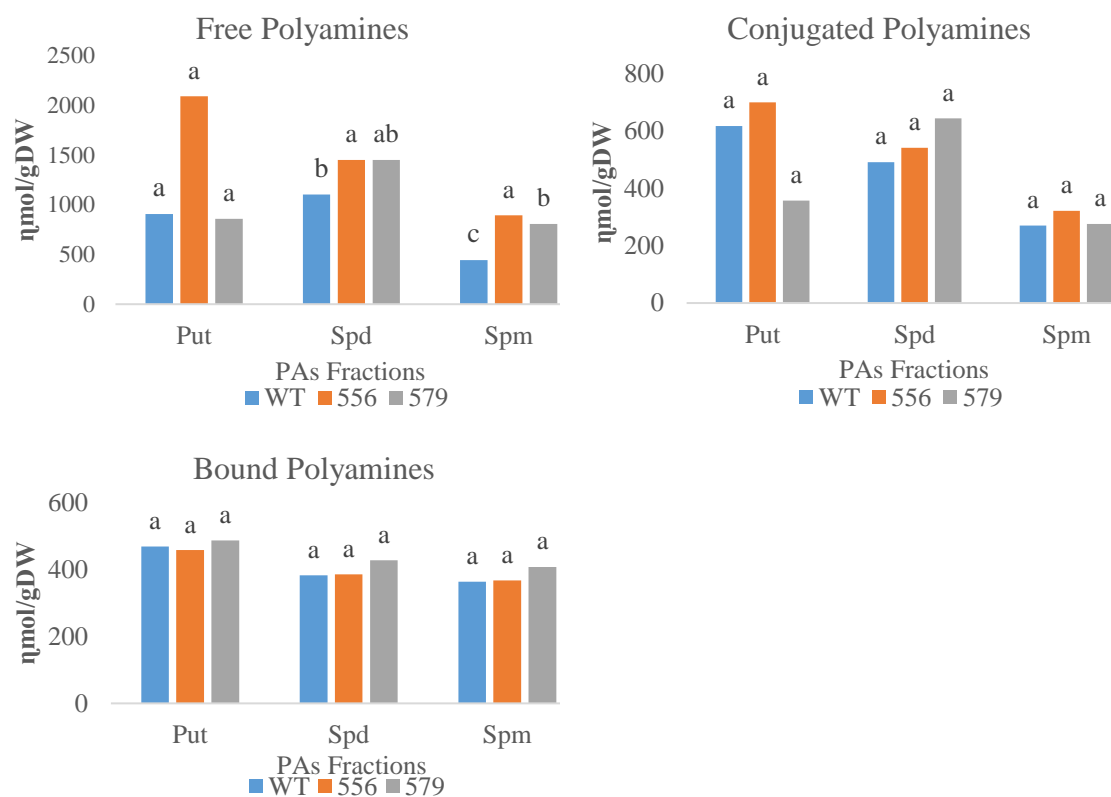 Free Polyamines
2500
2000
1500
1000
500
0
ηmol/gDW
a
a
a
b
a
ab
c
a
b
Put Spd Spm
PAs Fractions
WT 556 579
Conjugated Polyamines
800
600
400
200
0
ηmol/gDW
a
a
a
a
a
a
a
a
a
Put Spd Spm
PAs Fractions
WT 556 579
Bound Polyamines
600
400
200
0
ηmol/gDW
a
a
a
a
a
a
a
a
a
Put Spd Spm
PAs Fractions
WT 556 579